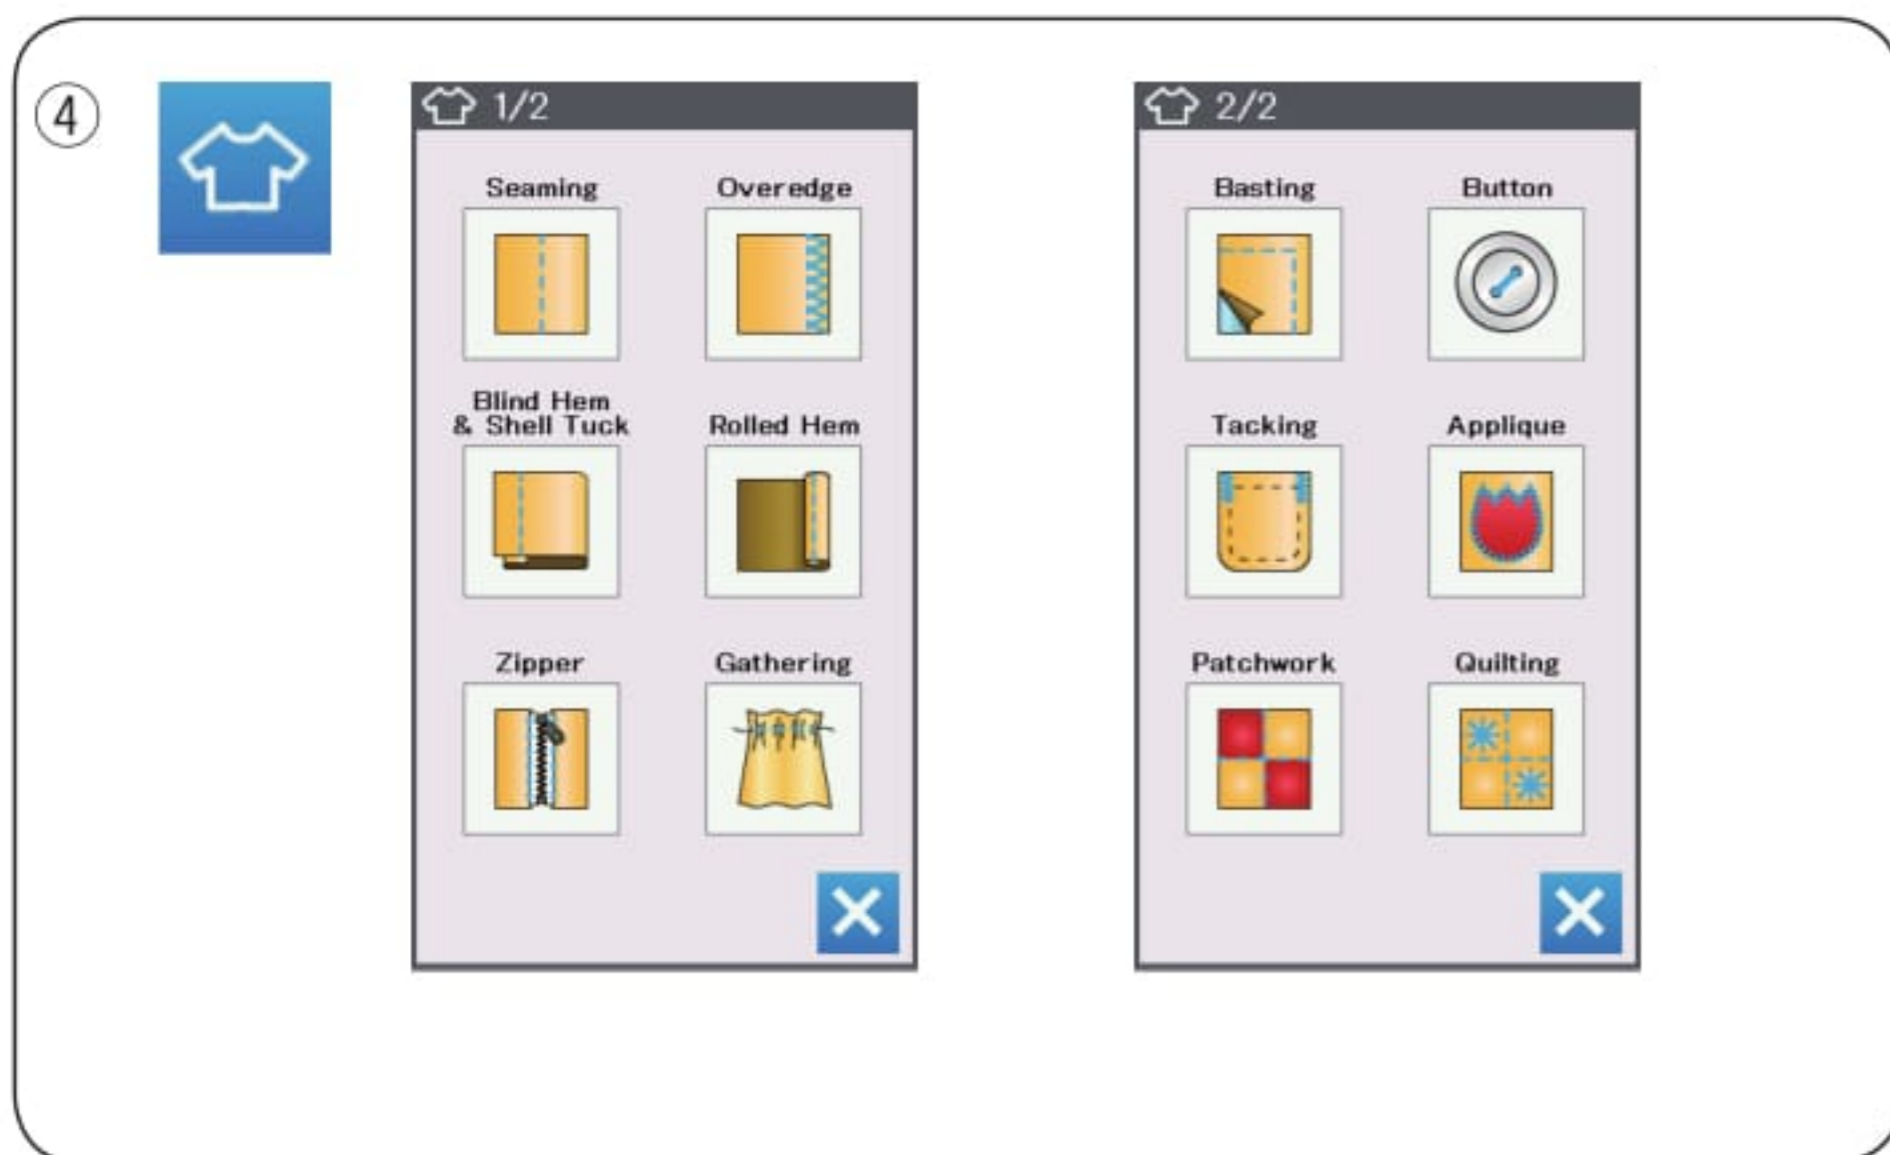 ④
1/2
Seaming
Overedge
Blind Hem
& Shell Tuck
Rolled Hem
Zipper
Gathering
2/2
Basting
Button
Tacking
Applique
Patchwork
Quilting